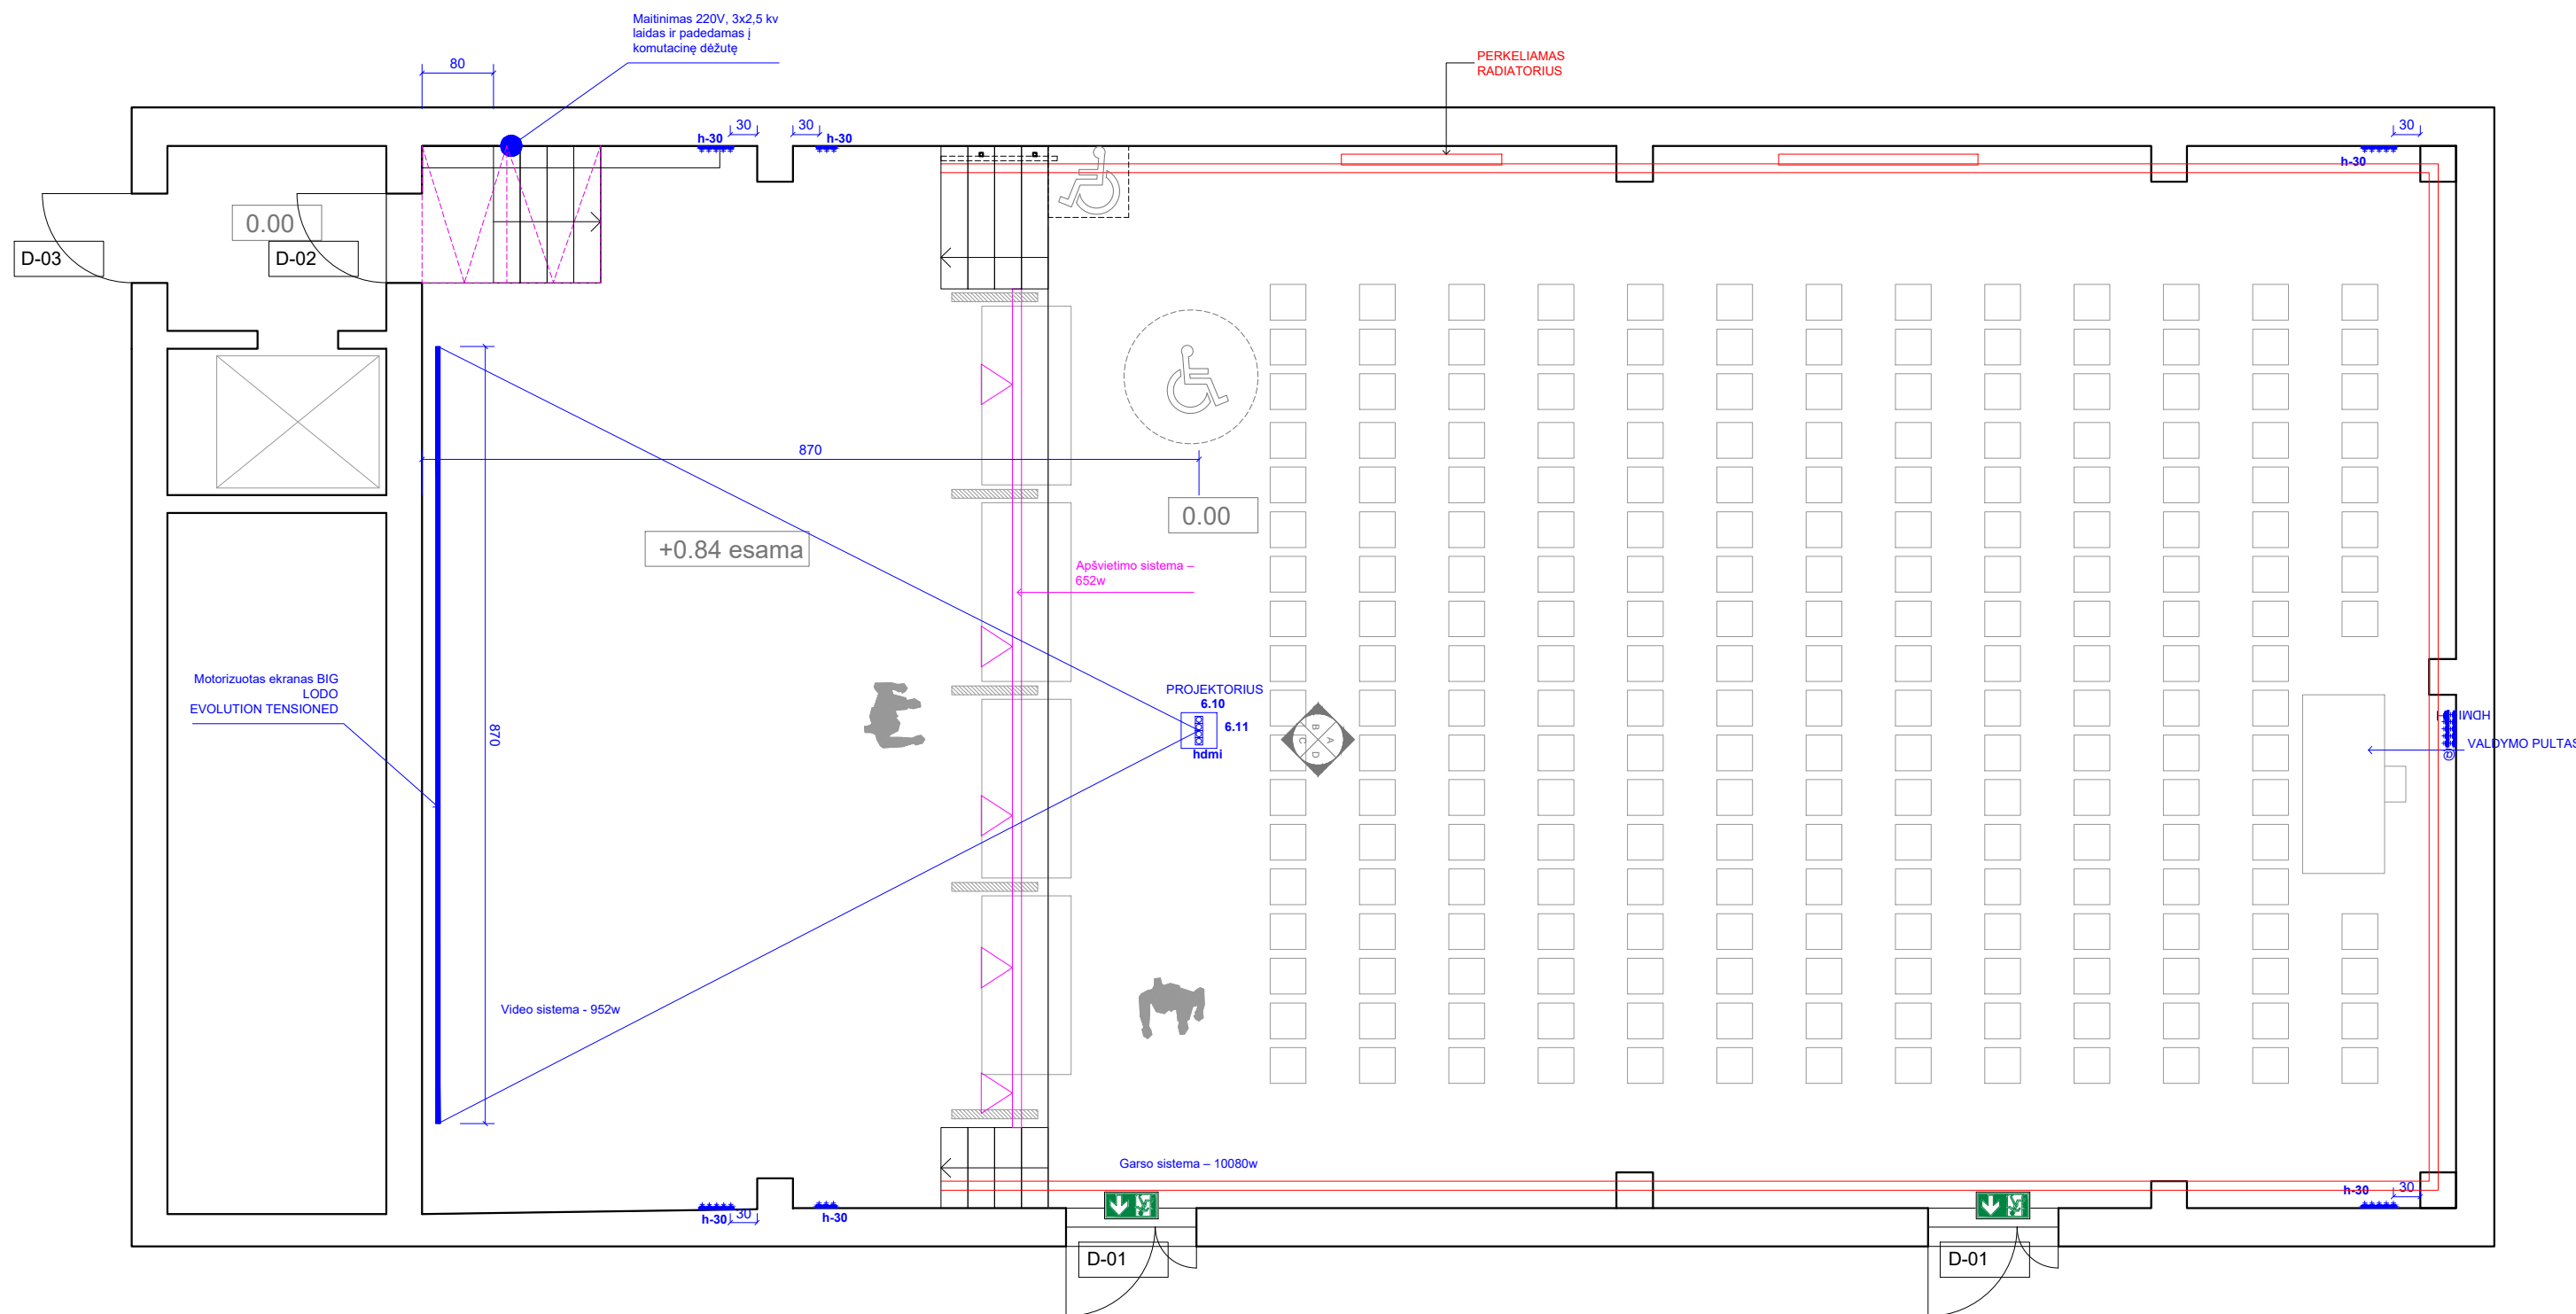 Maitinimas 220V, 3x2,5 kv
laidas ir padedamas į
komutacinę dėžutę
PERKELIAMAS
RADIATORIUS
80
30
30
30
h-30
h-30
h-30
0.00
D-03
D-02
870
0.00
+0.84 esama
Apšvietimo sistema –
652w
Motorizuotas ekranas BIG
LODO
EVOLUTION TENSIONED
870
PROJEKTORIUS
6.10
6.11
hdmi
A
B
C
D
HDMI
@
VALDYMO PULTAS
Video sistema - 952w
Garso sistema – 10080w
h-30
30
h-30
h-30
30
D-01
D-01